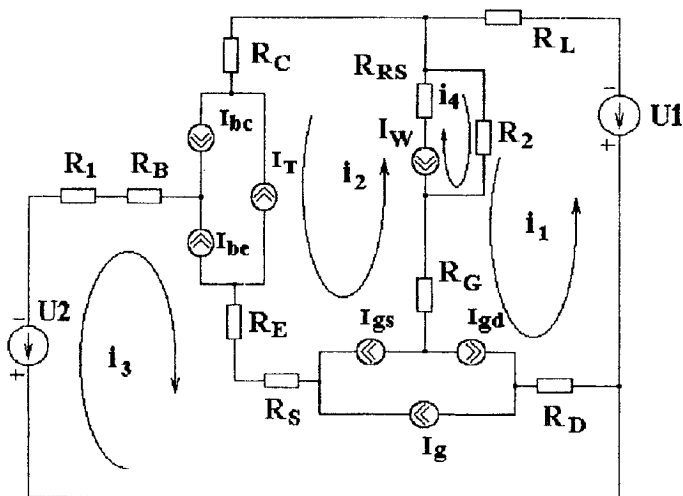 R_C
R_RS
R_L
i_4
I_bc
I_W
R_2
U1
R_1
R_B
I_T
i_2
i_1
I_be
R_G
U2
R_E
I_gs
I_gd
i_3
R_S
R_D
I_g
- +
- +